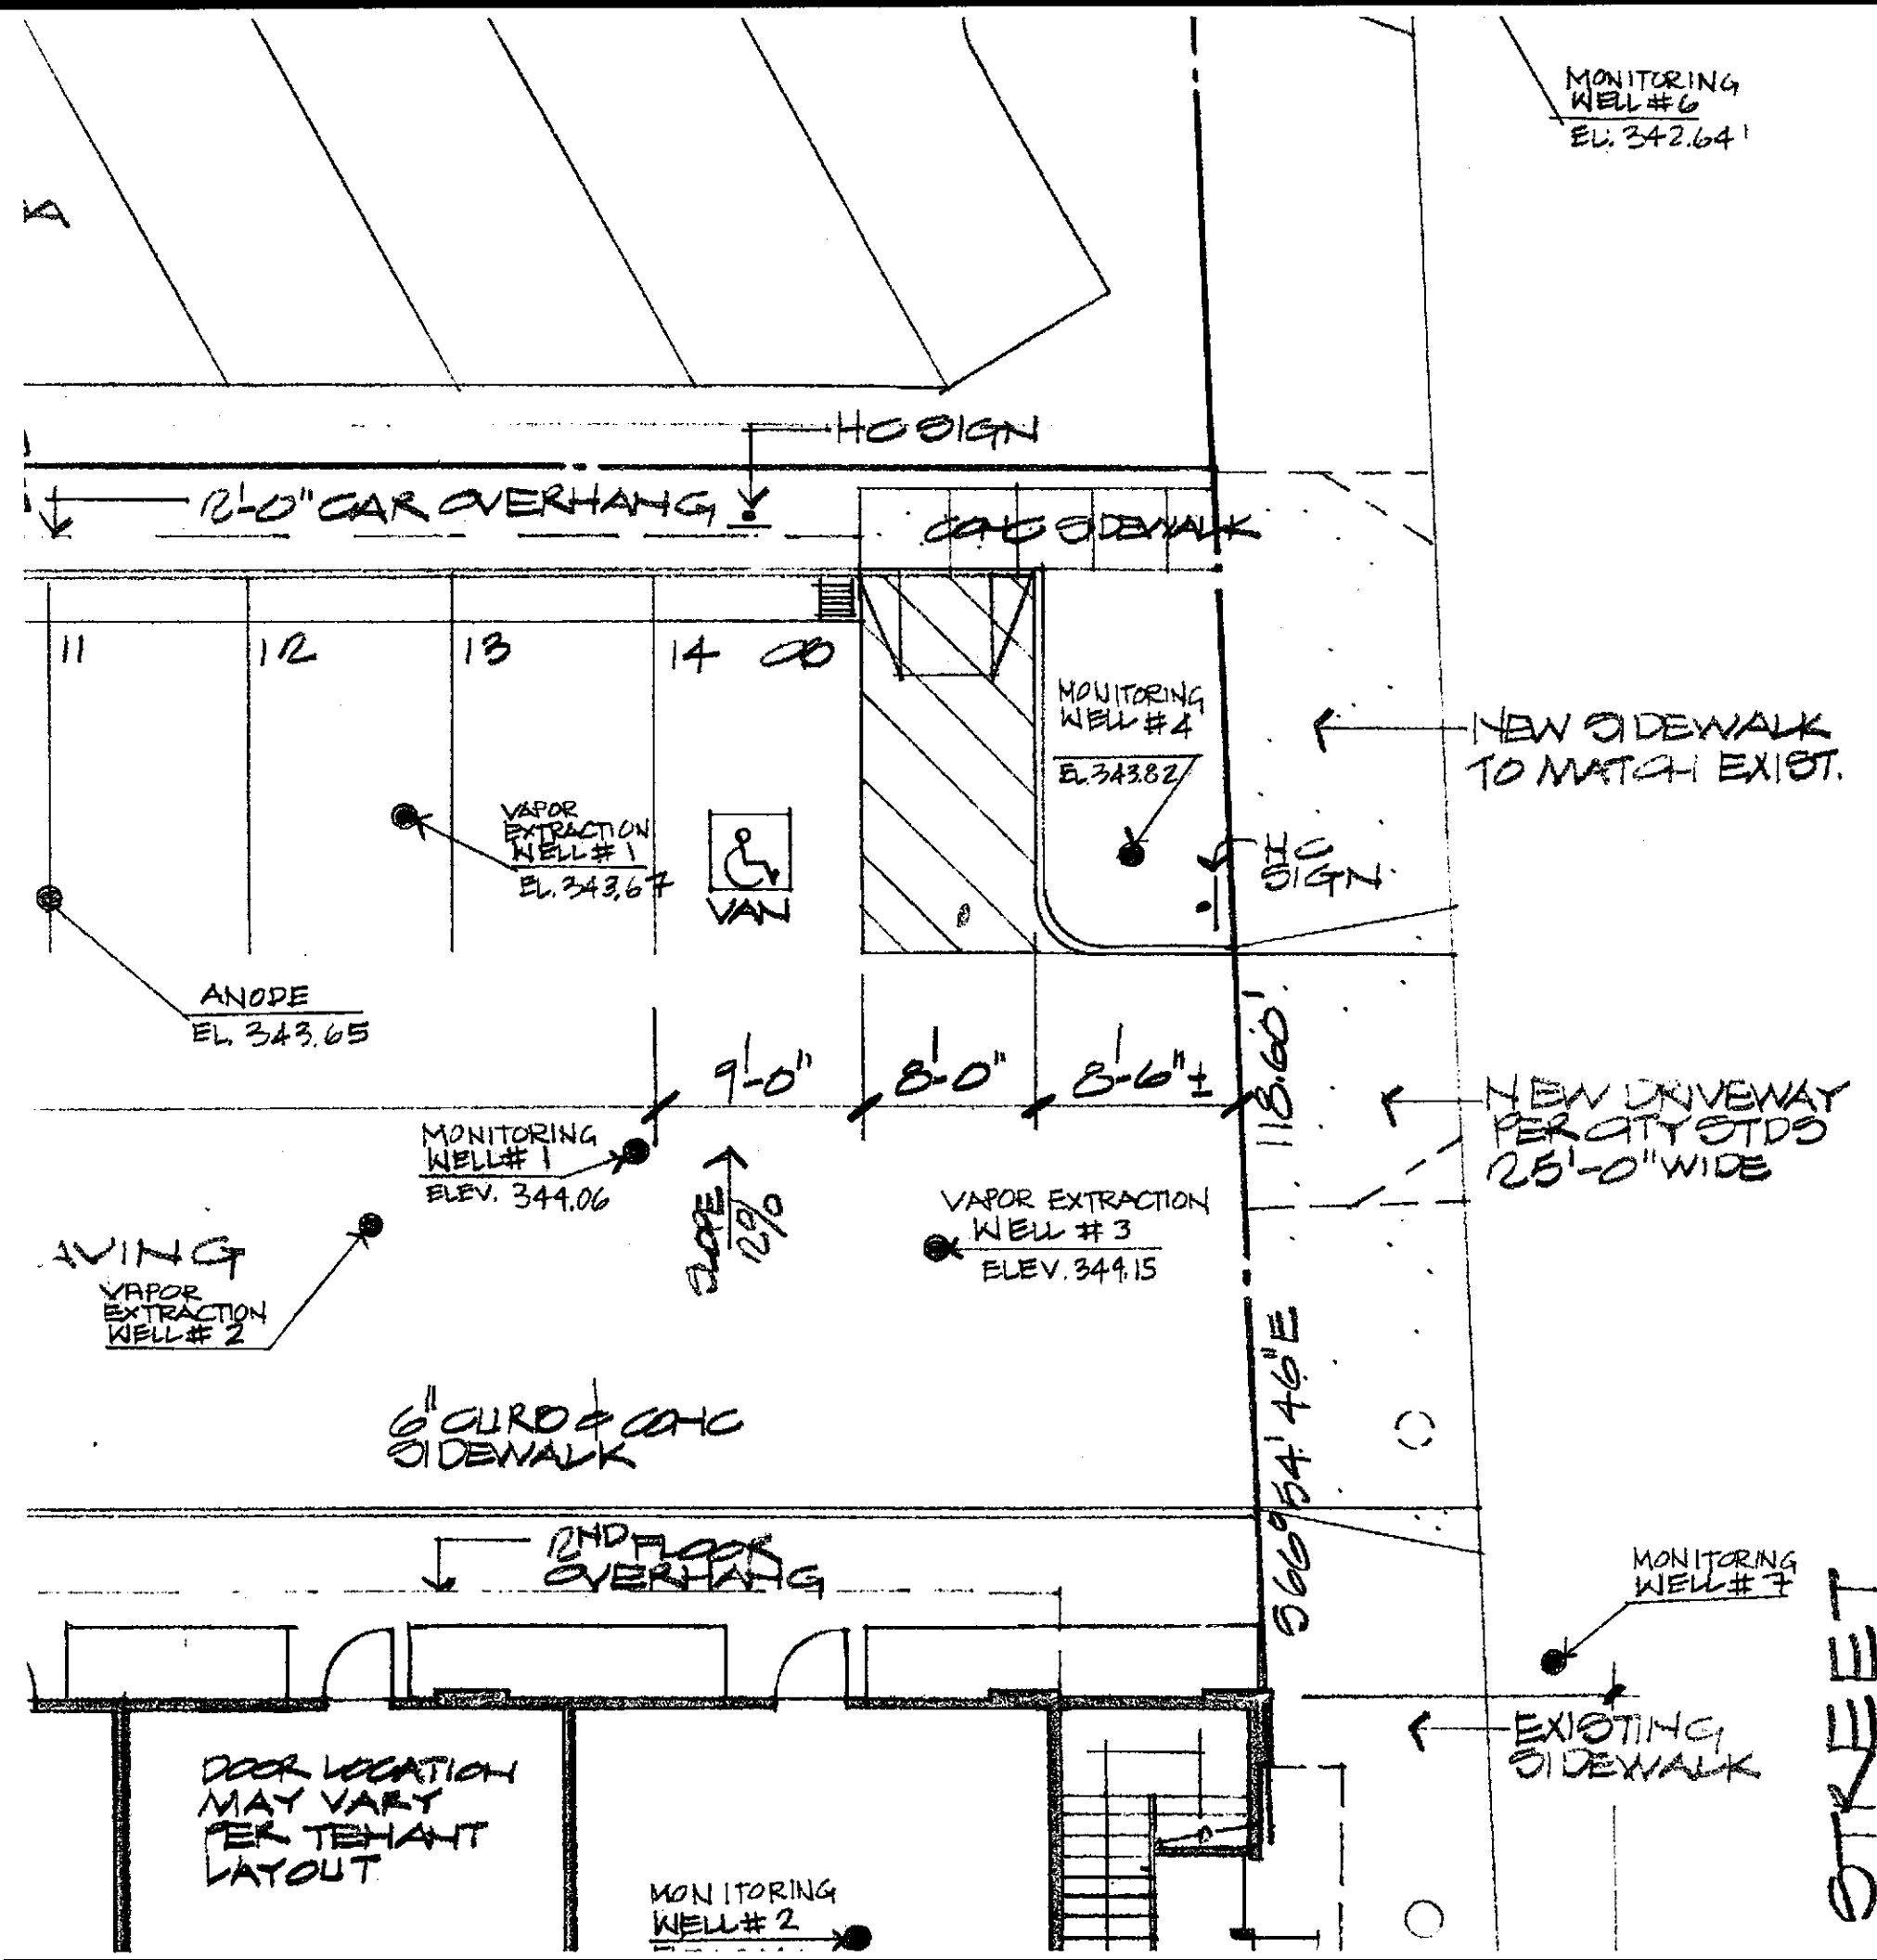 MONITORING
WELL #6
EL. 342.64'
HC SIGN
2'-0" CAR OVERHANG
CONC SIDEWALK
11
12
13
14
MONITORING
WELL #4
EL. 343.82
NEW SIDEWALK
TO MATCH EXIST.
VAPOR
EXTRACTION
WELL #1
EL. 343.67
VAN
HC
SIGN
ANODE
EL. 343.65
9'-0"
8'-0"
8'-6"±
118.60'
NEW DRIVEWAY
PER CITY STDS
25'-0" WIDE
MONITORING
WELL #1
ELEV. 344.06
SLOPE
2%
VAPOR EXTRACTION
WELL #3
ELEV. 344.15
AVING
VAPOR
EXTRACTION
WELL #2
S66°54'46"E
6" CURB & CONC
SIDEWALK
2ND FLOOR
OVERHANG
MONITORING
WELL #7
STREET
EXISTING
SIDEWALK
DOOR LOCATION
MAY VARY
PER TENANT
LAYOUT
MONITORING
WELL #2